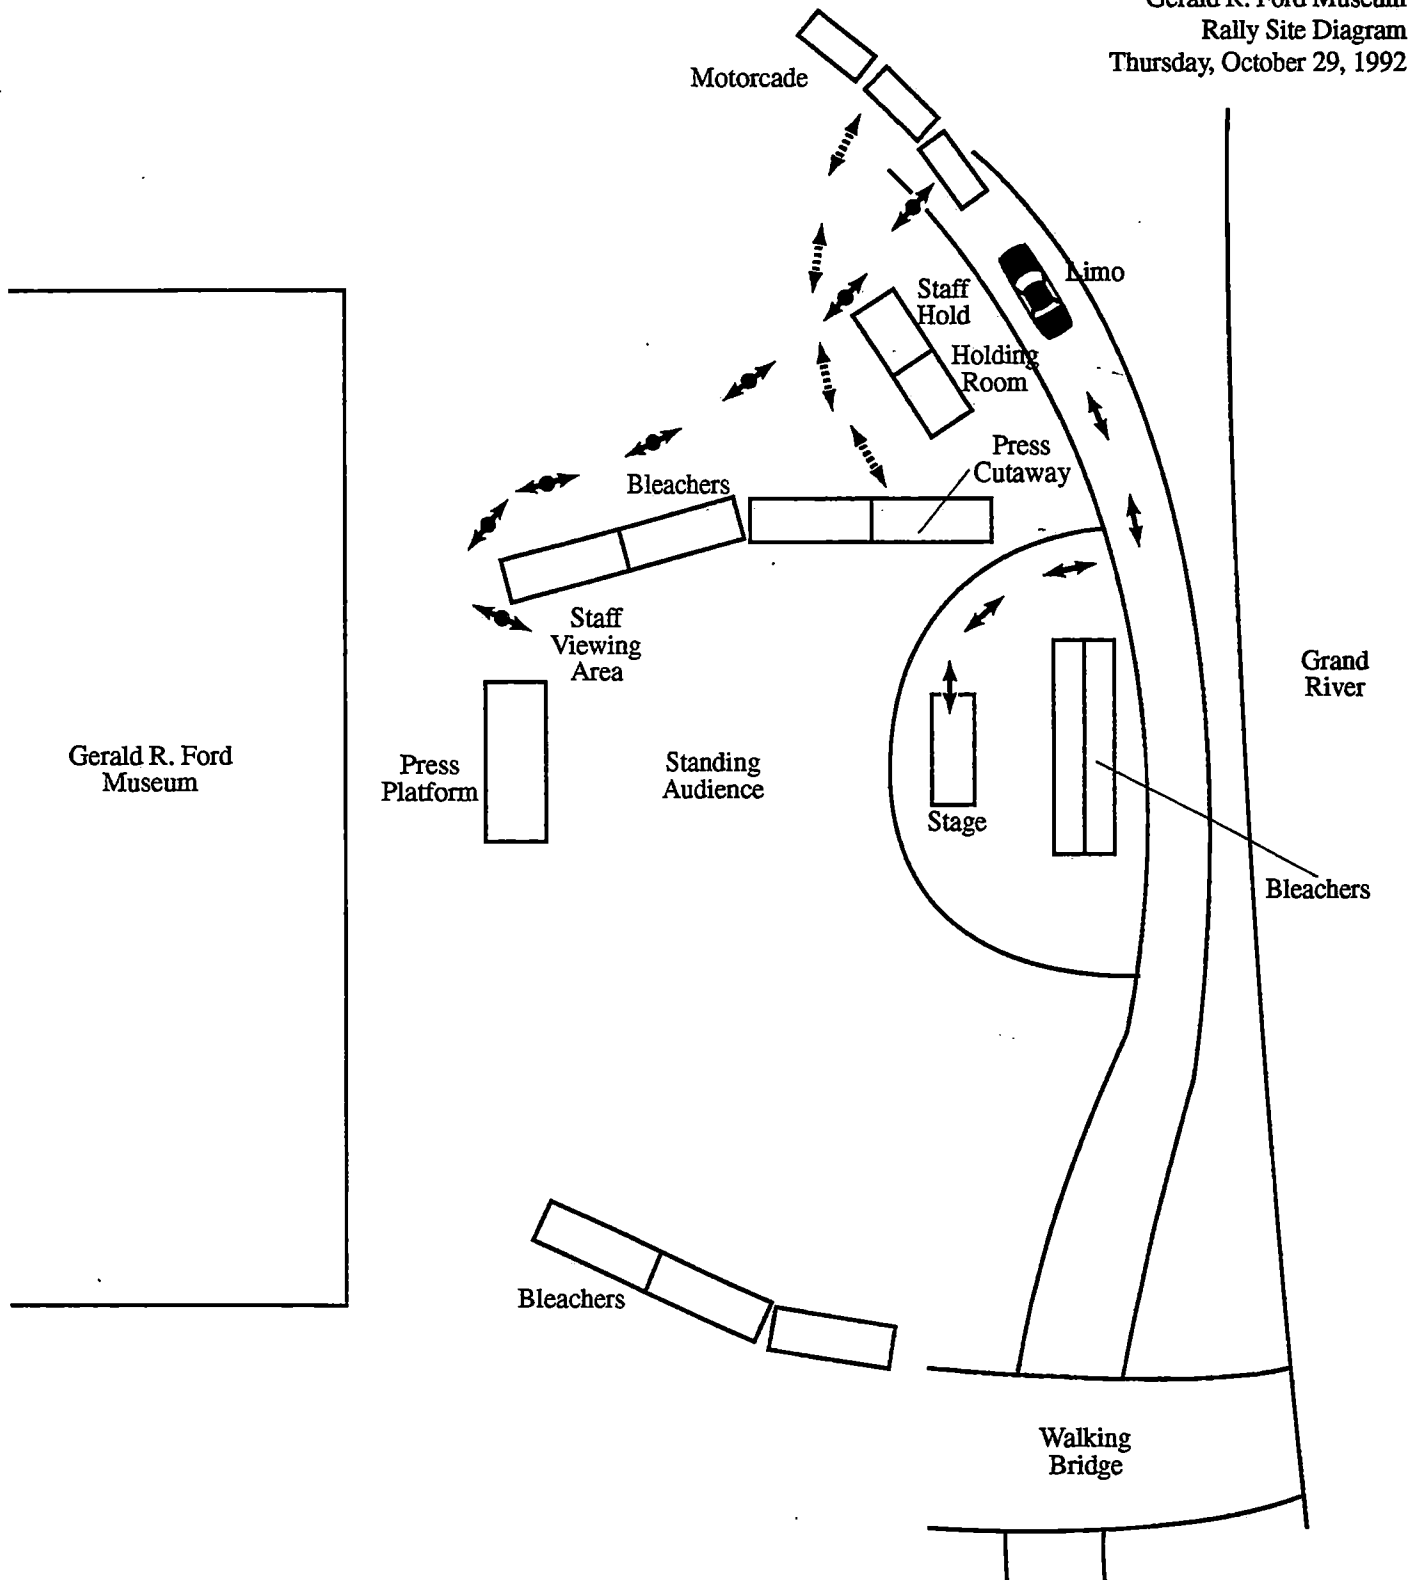 Gerald R. Ford Museum
Rally Site Diagram
Thursday, October 29, 1992
Motorcade
Limo
Staff
Hold
Holding
Room
Press
Cutaway
Bleachers
Staff
Viewing
Area
Grand
River
Gerald R. Ford
Museum
Press
Platform
Standing
Audience
Stage
Bleachers
Bleachers
Walking
Bridge